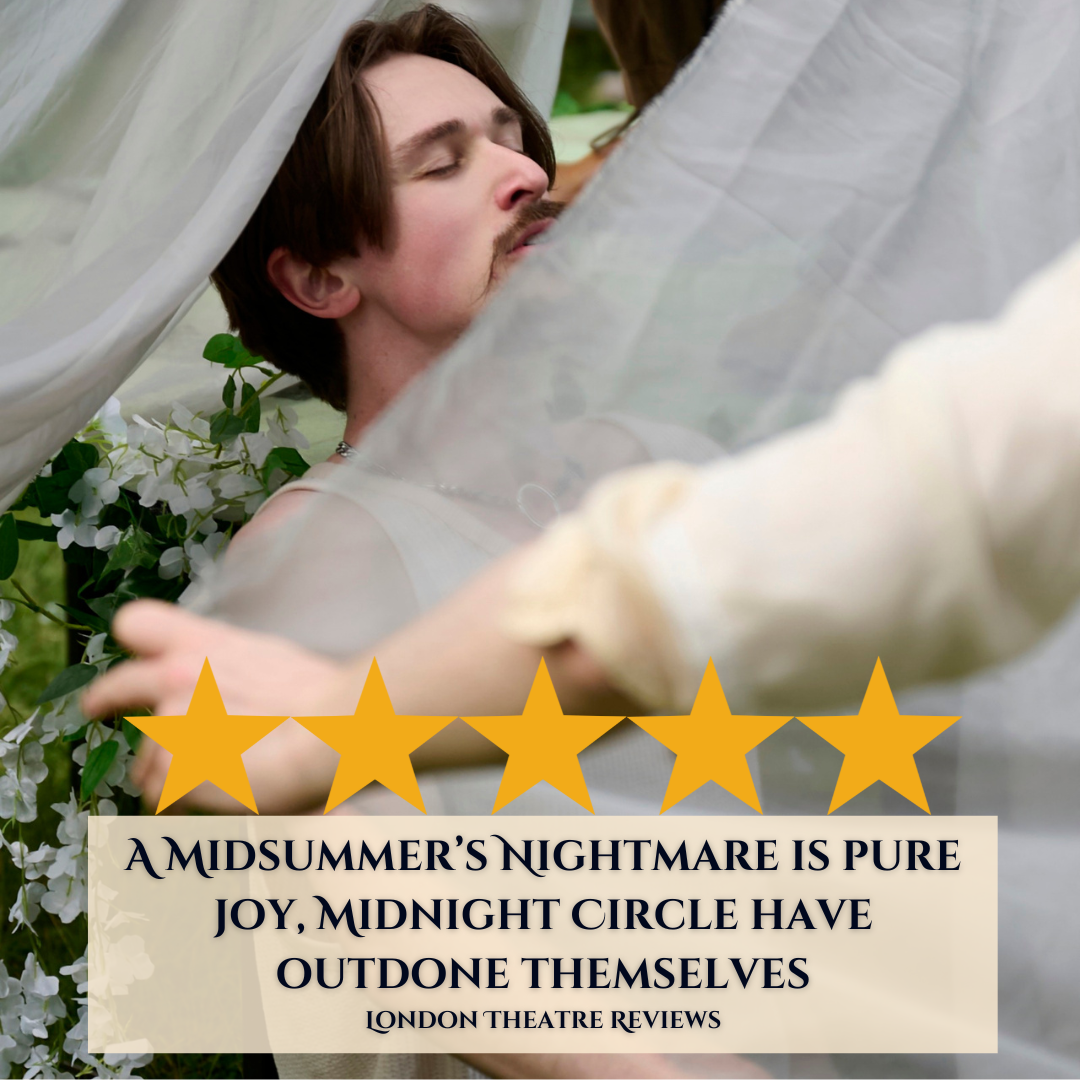 A Midsummer's Nightmare is pure
joy, Midnight Circle have
outdone themselves
London Theatre Reviews